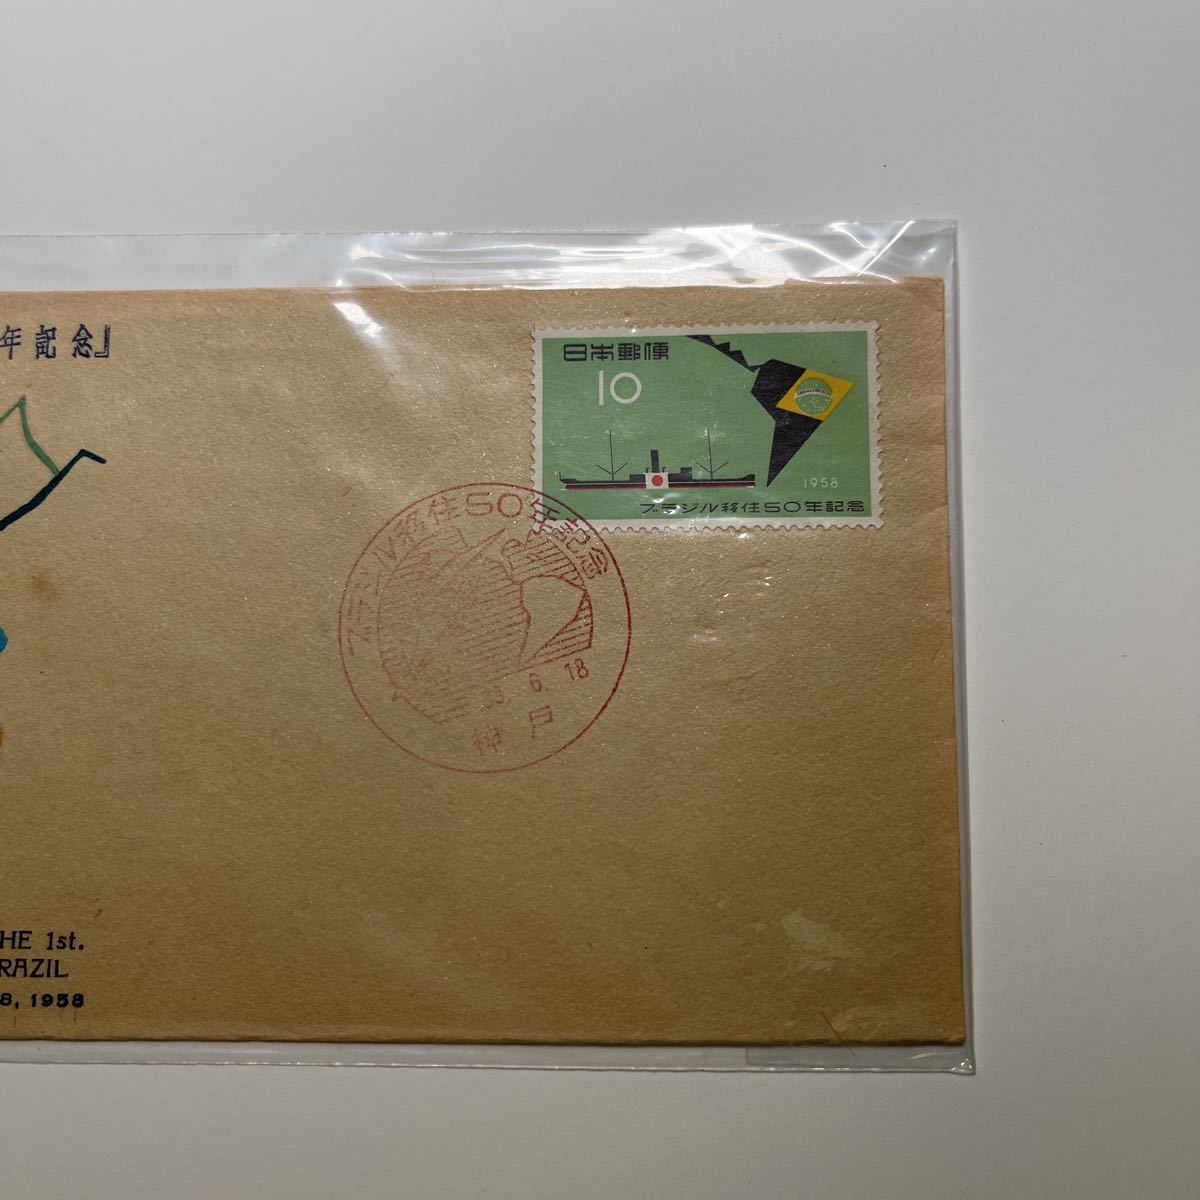 年記念』
日本郵便
10
1958
ブラジル移住50年記念
ブラジル移住50年記念
33.6.18
神戸
HE 1st.
RAZIL
8, 1958